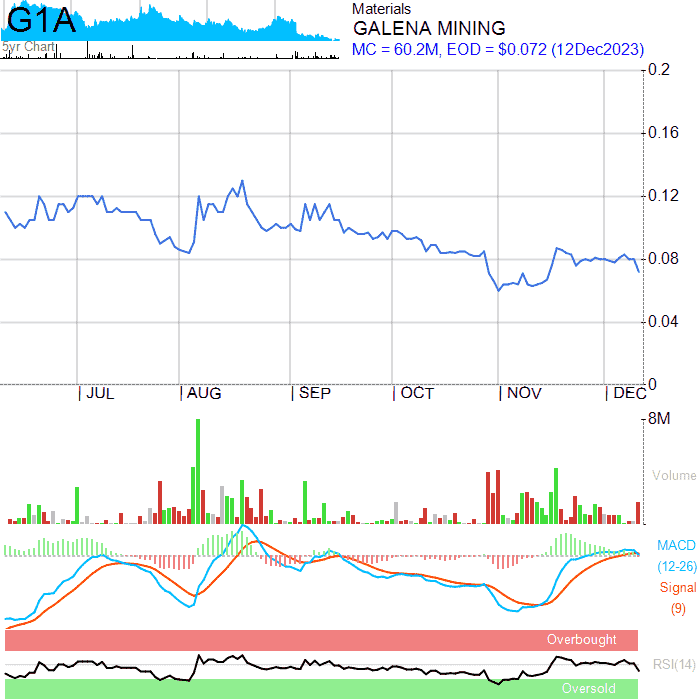 G1A
5yr Chart
Materials
GALENA MINING
MC = 60.2M, EOD = $0.072 (12Dec2023)
0.2
0.16
0.12
0.08
0.04
0
JUL AUG SEP OCT NOV DEC
8M
Volume
MACD
(12-26)
Signal
(9)
Overbought
RSI(14)
Oversold